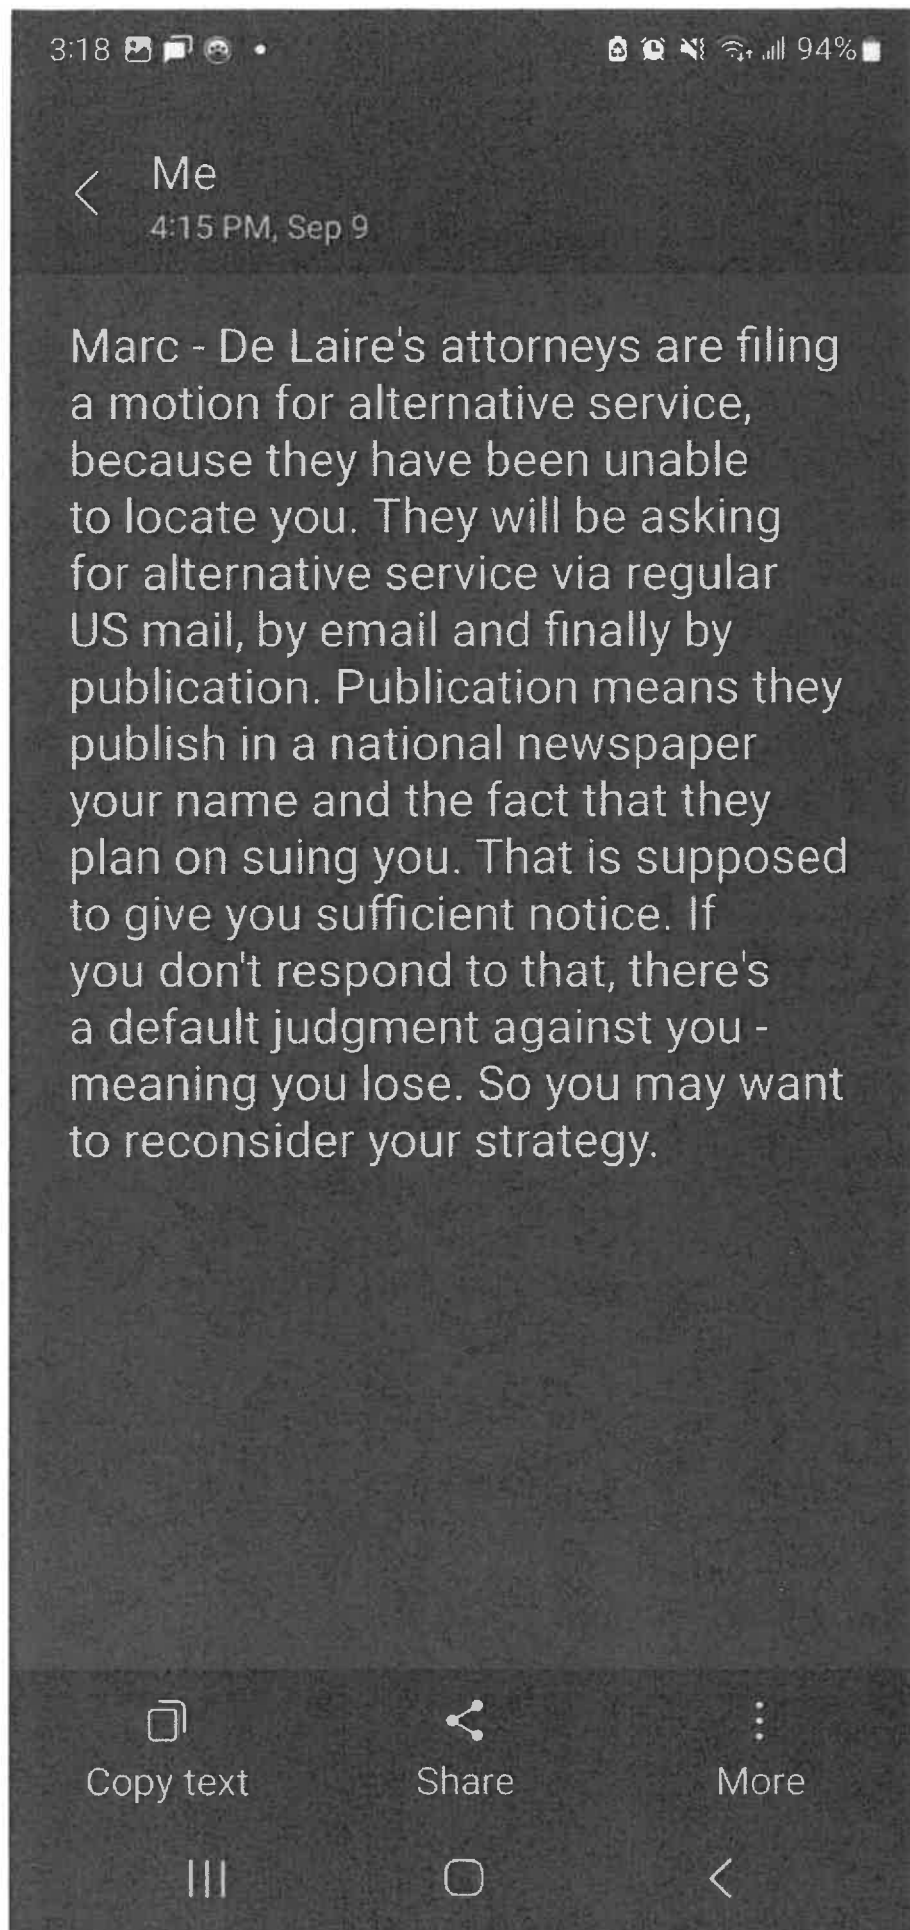 3:18 94%
Me
4:15 PM, Sep 9
Marc - De Laire's attorneys are filing
a motion for alternative service,
because they have been unable
to locate you. They will be asking
for alternative service via regular
US mail, by email and finally by
publication. Publication means they
publish in a national newspaper
your name and the fact that they
plan on suing you. That is supposed
to give you sufficient notice. If
you don't respond to that, there's
a default judgment against you -
meaning you lose. So you may want
to reconsider your strategy.
Copy text Share More